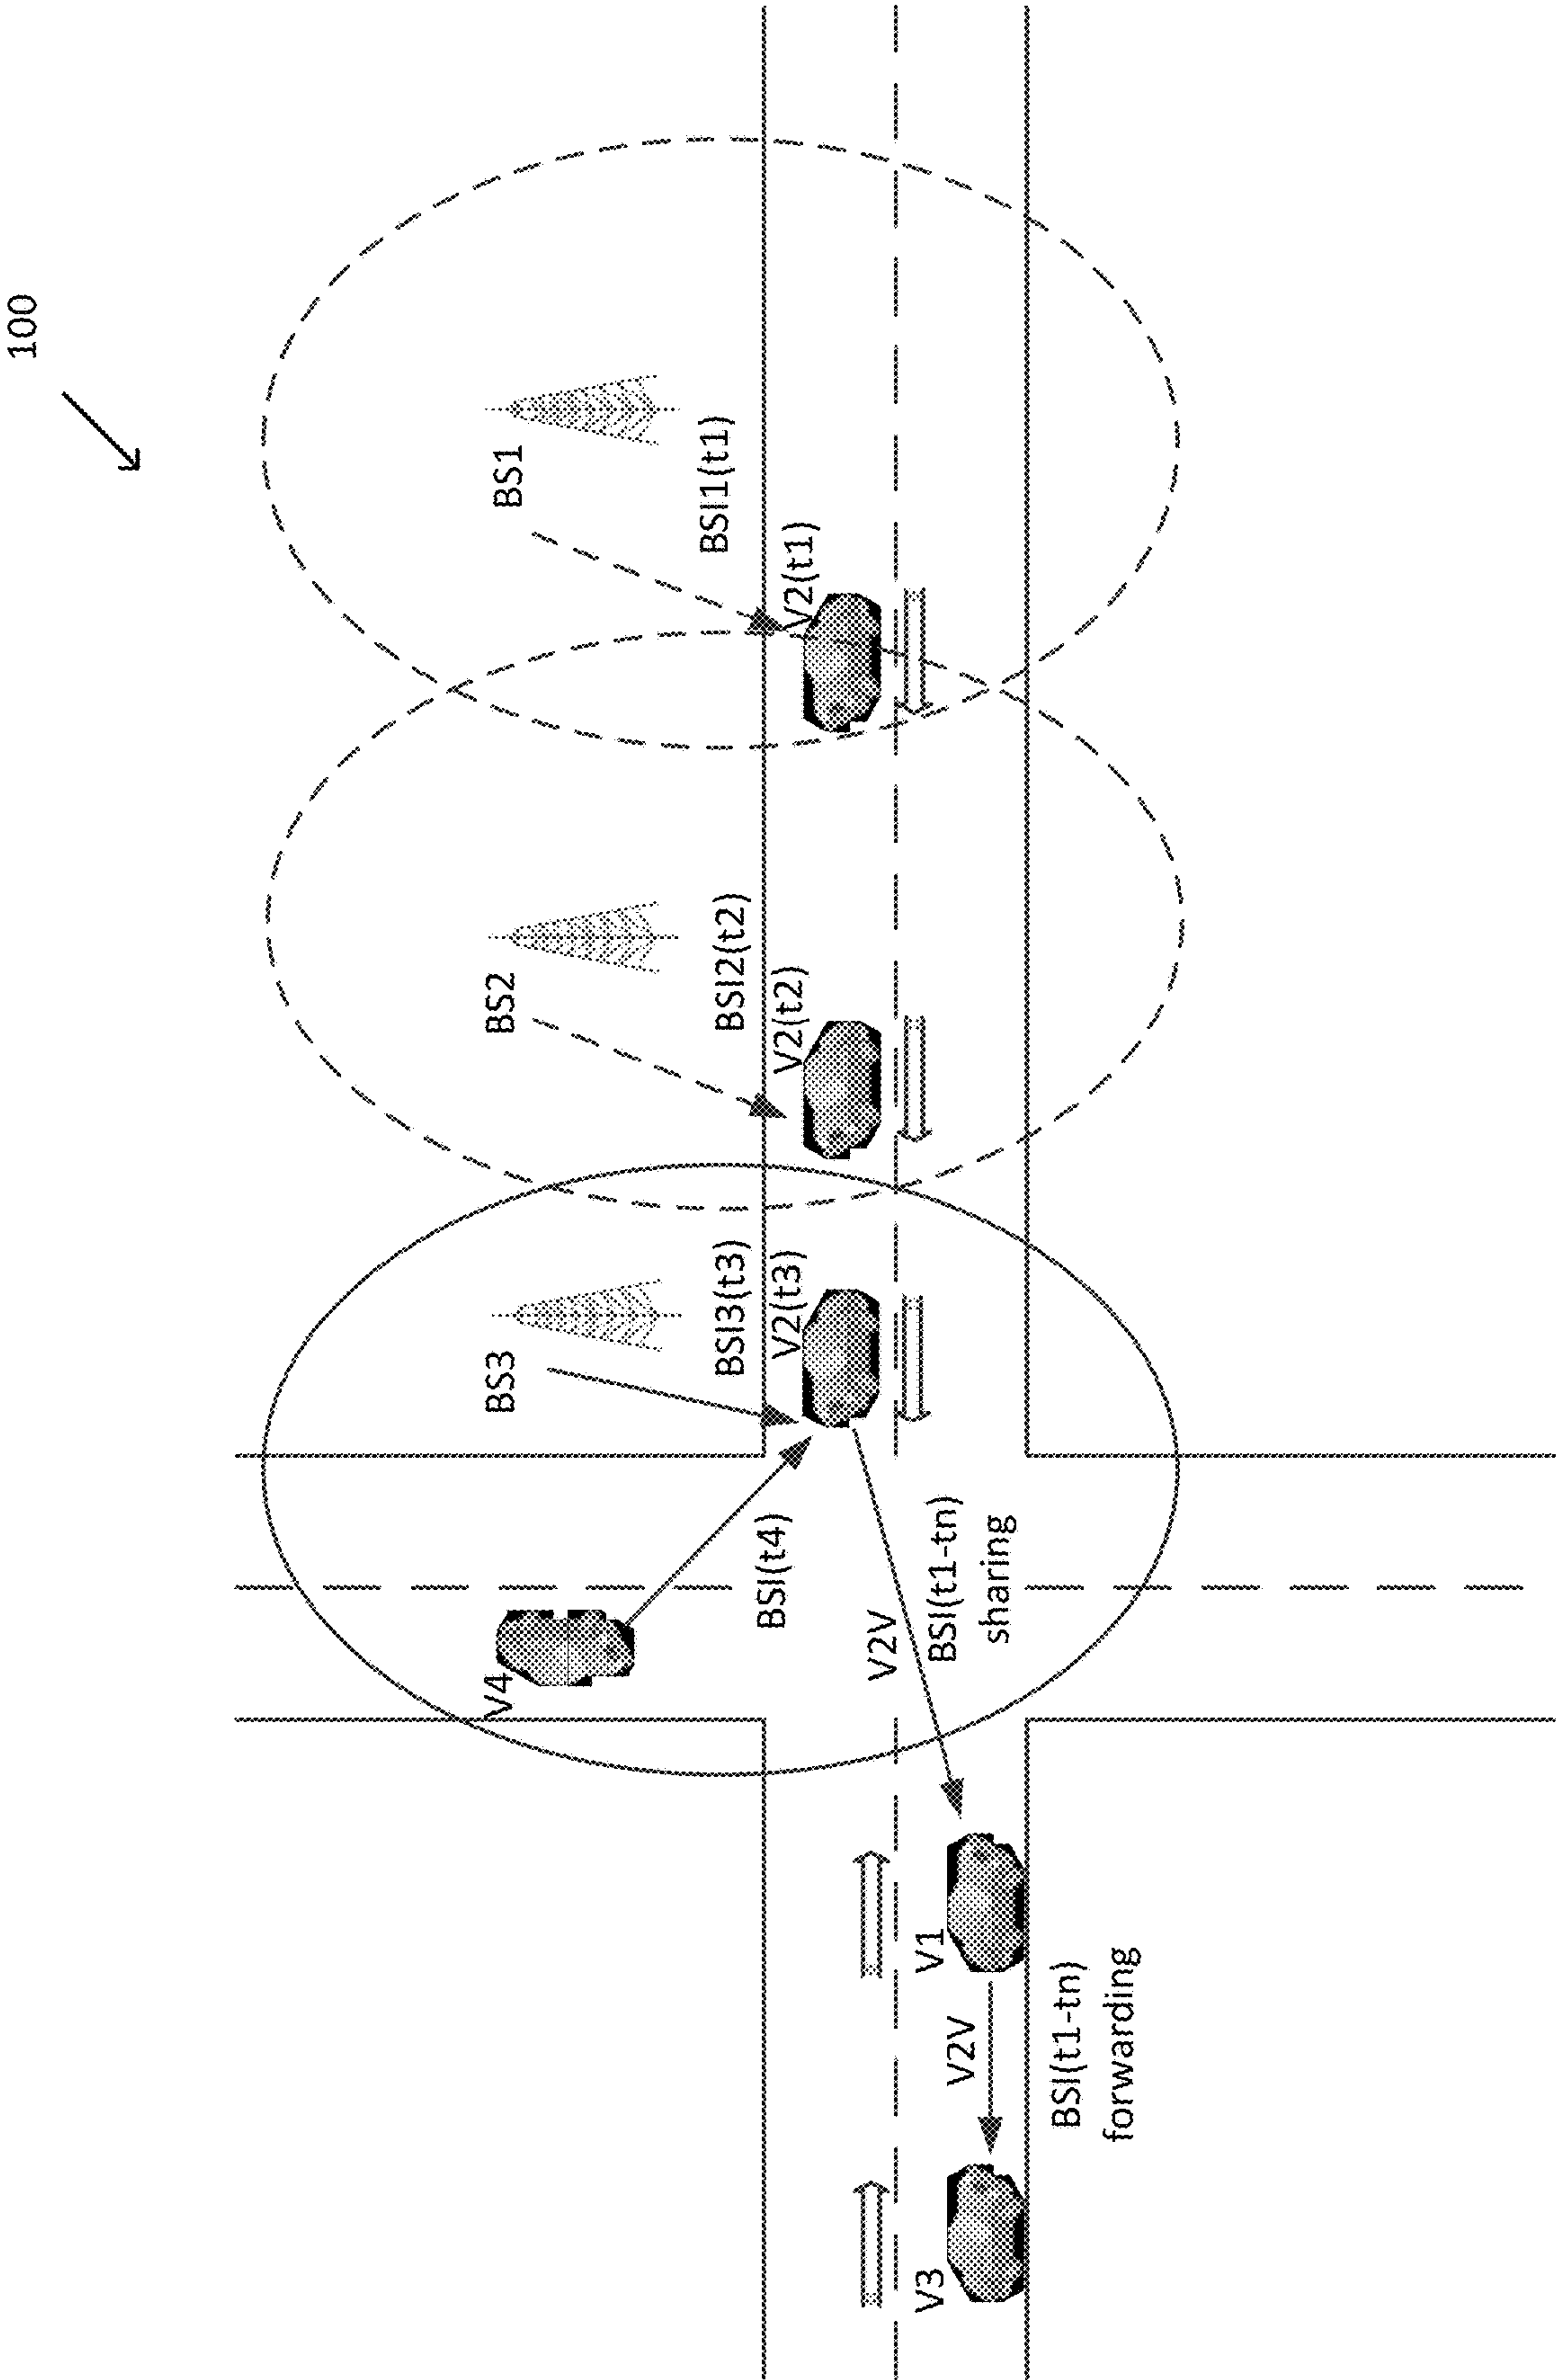 100
V4
BS3
BS2
BS1
BSI3(t3)
BSI2(t2)
BSI1(t1)
V2(t3)
V2(t2)
V2(t1)
BSI(t4)
V2V
BSI(t1-tn)
sharing
V3
V1
V2V
BSI(t1-tn)
forwarding